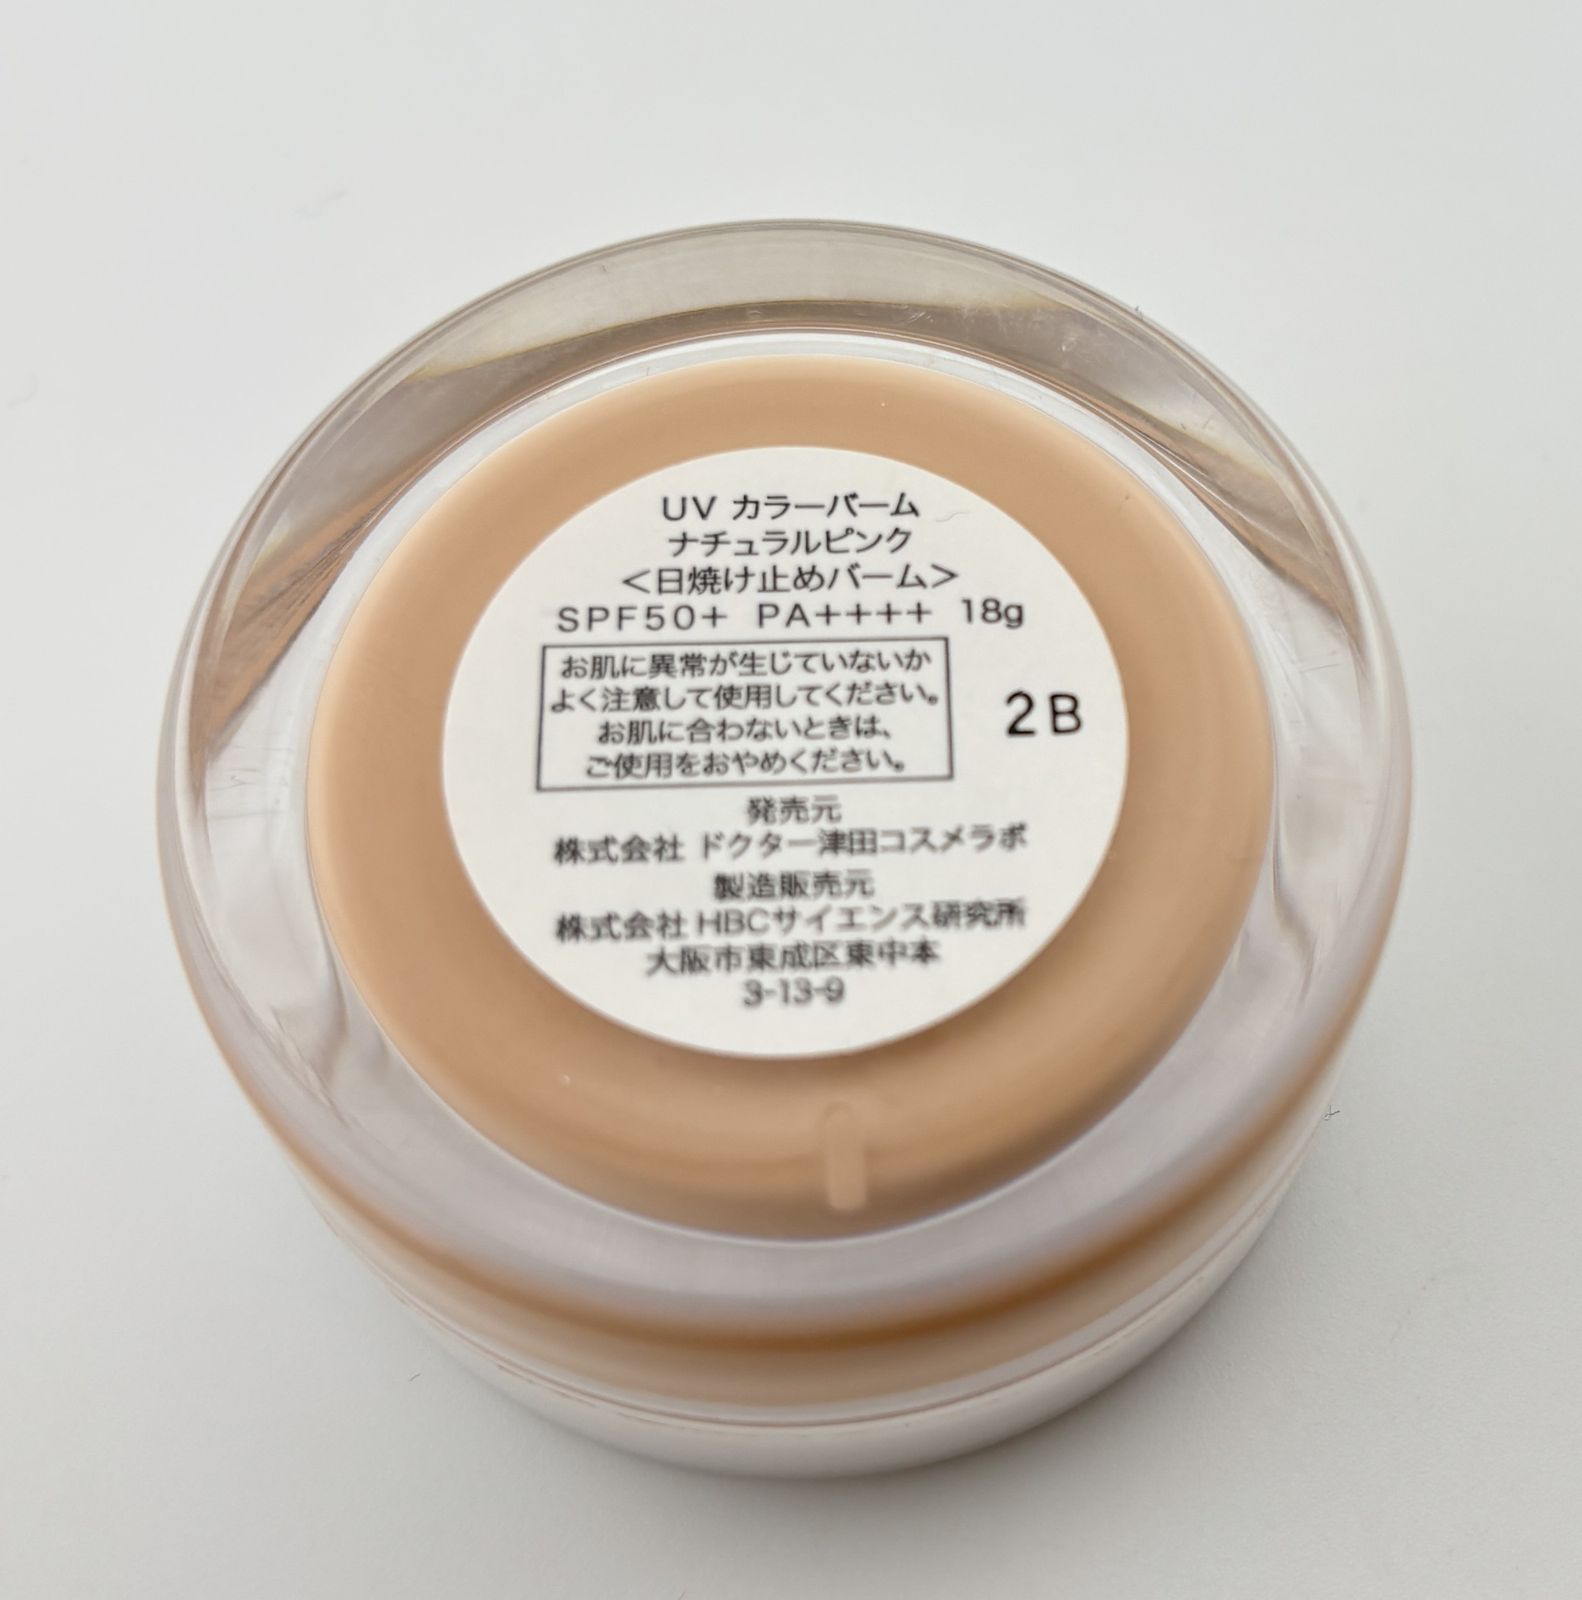 UV カラーバーム
ナチュラルピンク
＜日焼け止めバーム＞
SPF50+ PA++++ 18g
お肌に異常が生じていないか
よく注意して使用してください。
お肌に合わないときは、
ご使用をおやめください。
2B
発売元
株式会社 ドクター津田コスメラボ
製造販売元
株式会社 HBCサイエンス研究所
大阪市東成区東中本
3-13-9